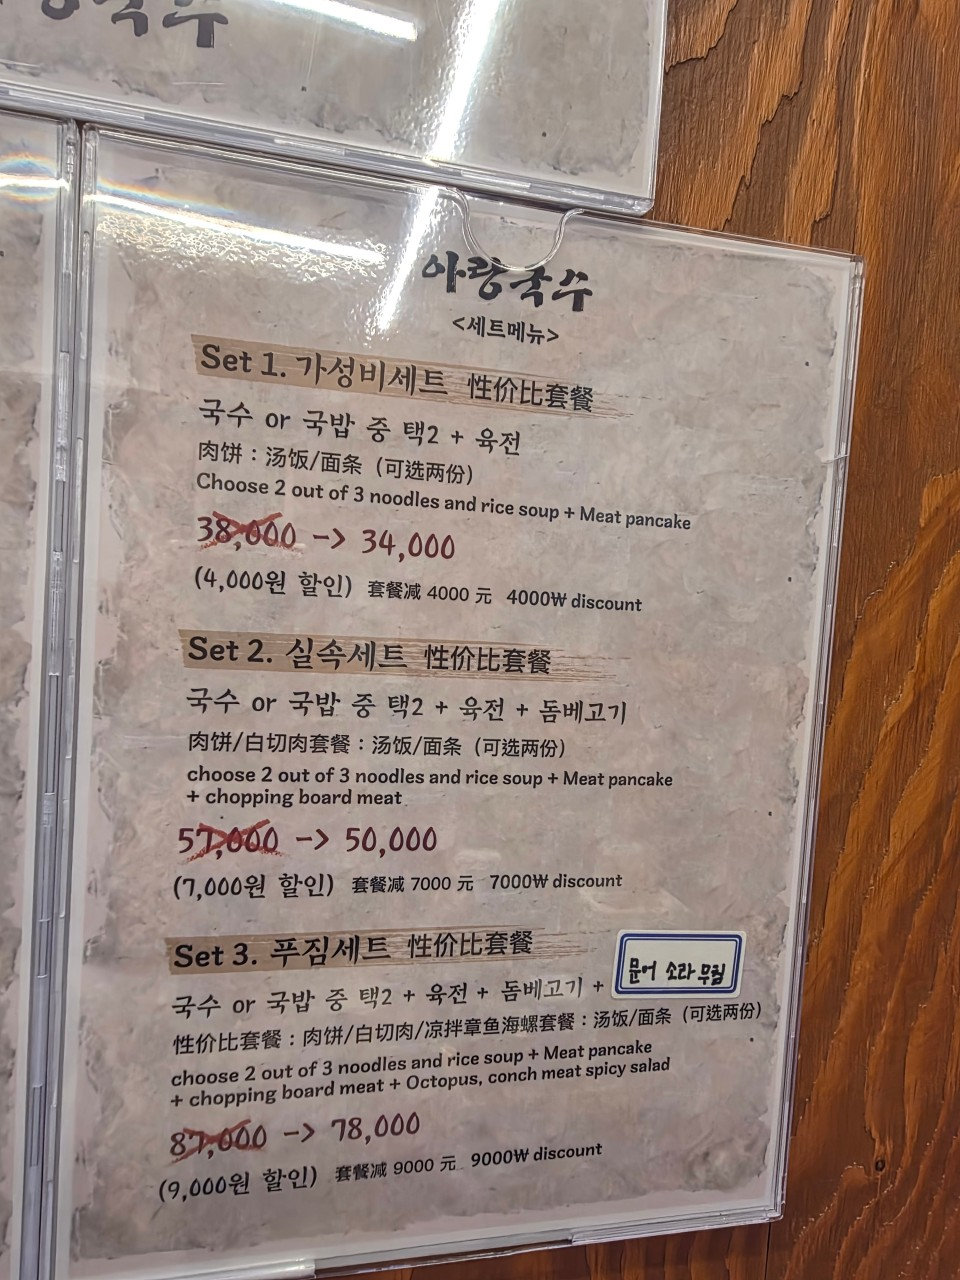 아랑국수
<세트메뉴>
Set 1. 가성비세트 性价比套餐
국수 or 국밥 중 택2 + 육전
肉饼：汤饭/面条（可选两份）
Choose 2 out of 3 noodles and rice soup + Meat pancake
38,000 -> 34,000
(4,000원 할인) 套餐减 4000 元 4000₩ discount
Set 2. 실속세트 性价比套餐
국수 or 국밥 중 택2 + 육전 + 돔베고기
肉饼/白切肉套餐：汤饭/面条（可选两份）
choose 2 out of 3 noodles and rice soup + Meat pancake
+ chopping board meat
57,000 -> 50,000
(7,000원 할인) 套餐减 7000 元 7000₩ discount
Set 3. 푸짐세트 性价比套餐
국수 or 국밥 중 택2 + 육전 + 돔베고기 + 문어 소라무침
性价比套餐：肉饼/白切肉/凉拌章鱼海螺套餐：汤饭/面条（可选两份）
choose 2 out of 3 noodles and rice soup + Meat pancake
+ chopping board meat + Octopus, conch meat spicy salad
87,000 -> 78,000
(9,000원 할인) 套餐减 9000 元 9000₩ discount